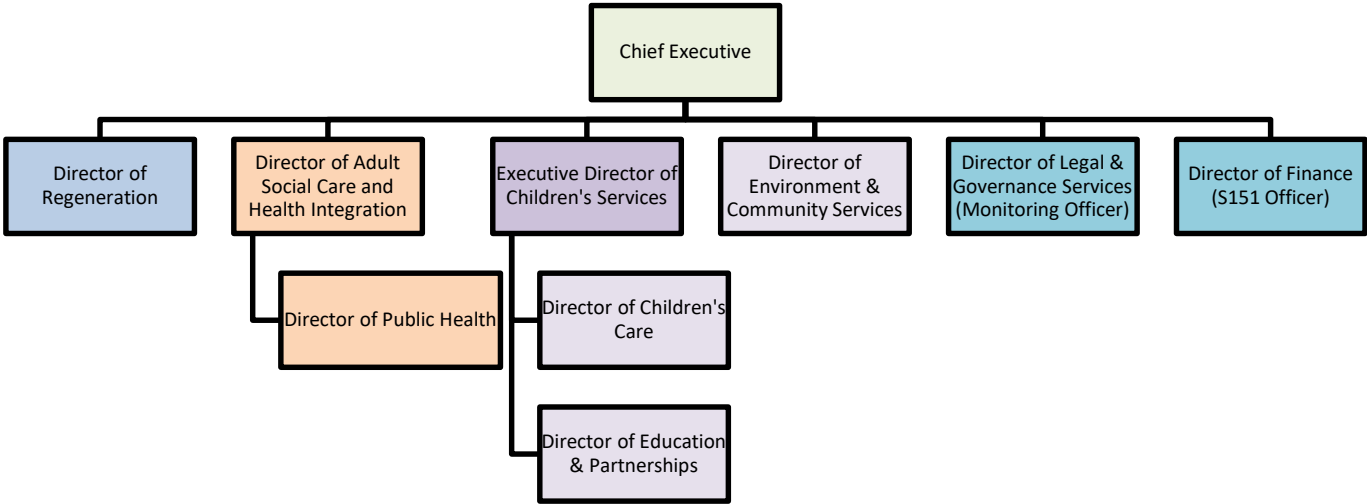 Chief Executive
Director of
Regeneration
Director of Adult
Social Care and
Health Integration
Executive Director of
Children's Services
Director of
Environment &
Community Services
Director of Legal &
Governance Services
(Monitoring Officer)
Director of Finance
(S151 Officer)
Director of Public Health
Director of Children's
Care
Director of Education
& Partnerships